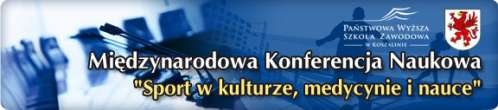 PAŃSTWOWA WYŻSZA
SZKOŁA ZAWODOWA
W KOSZALINIE
Międzynarodowa Konferencja Naukowa
"Sport w kulturze, medycynie i nauce"